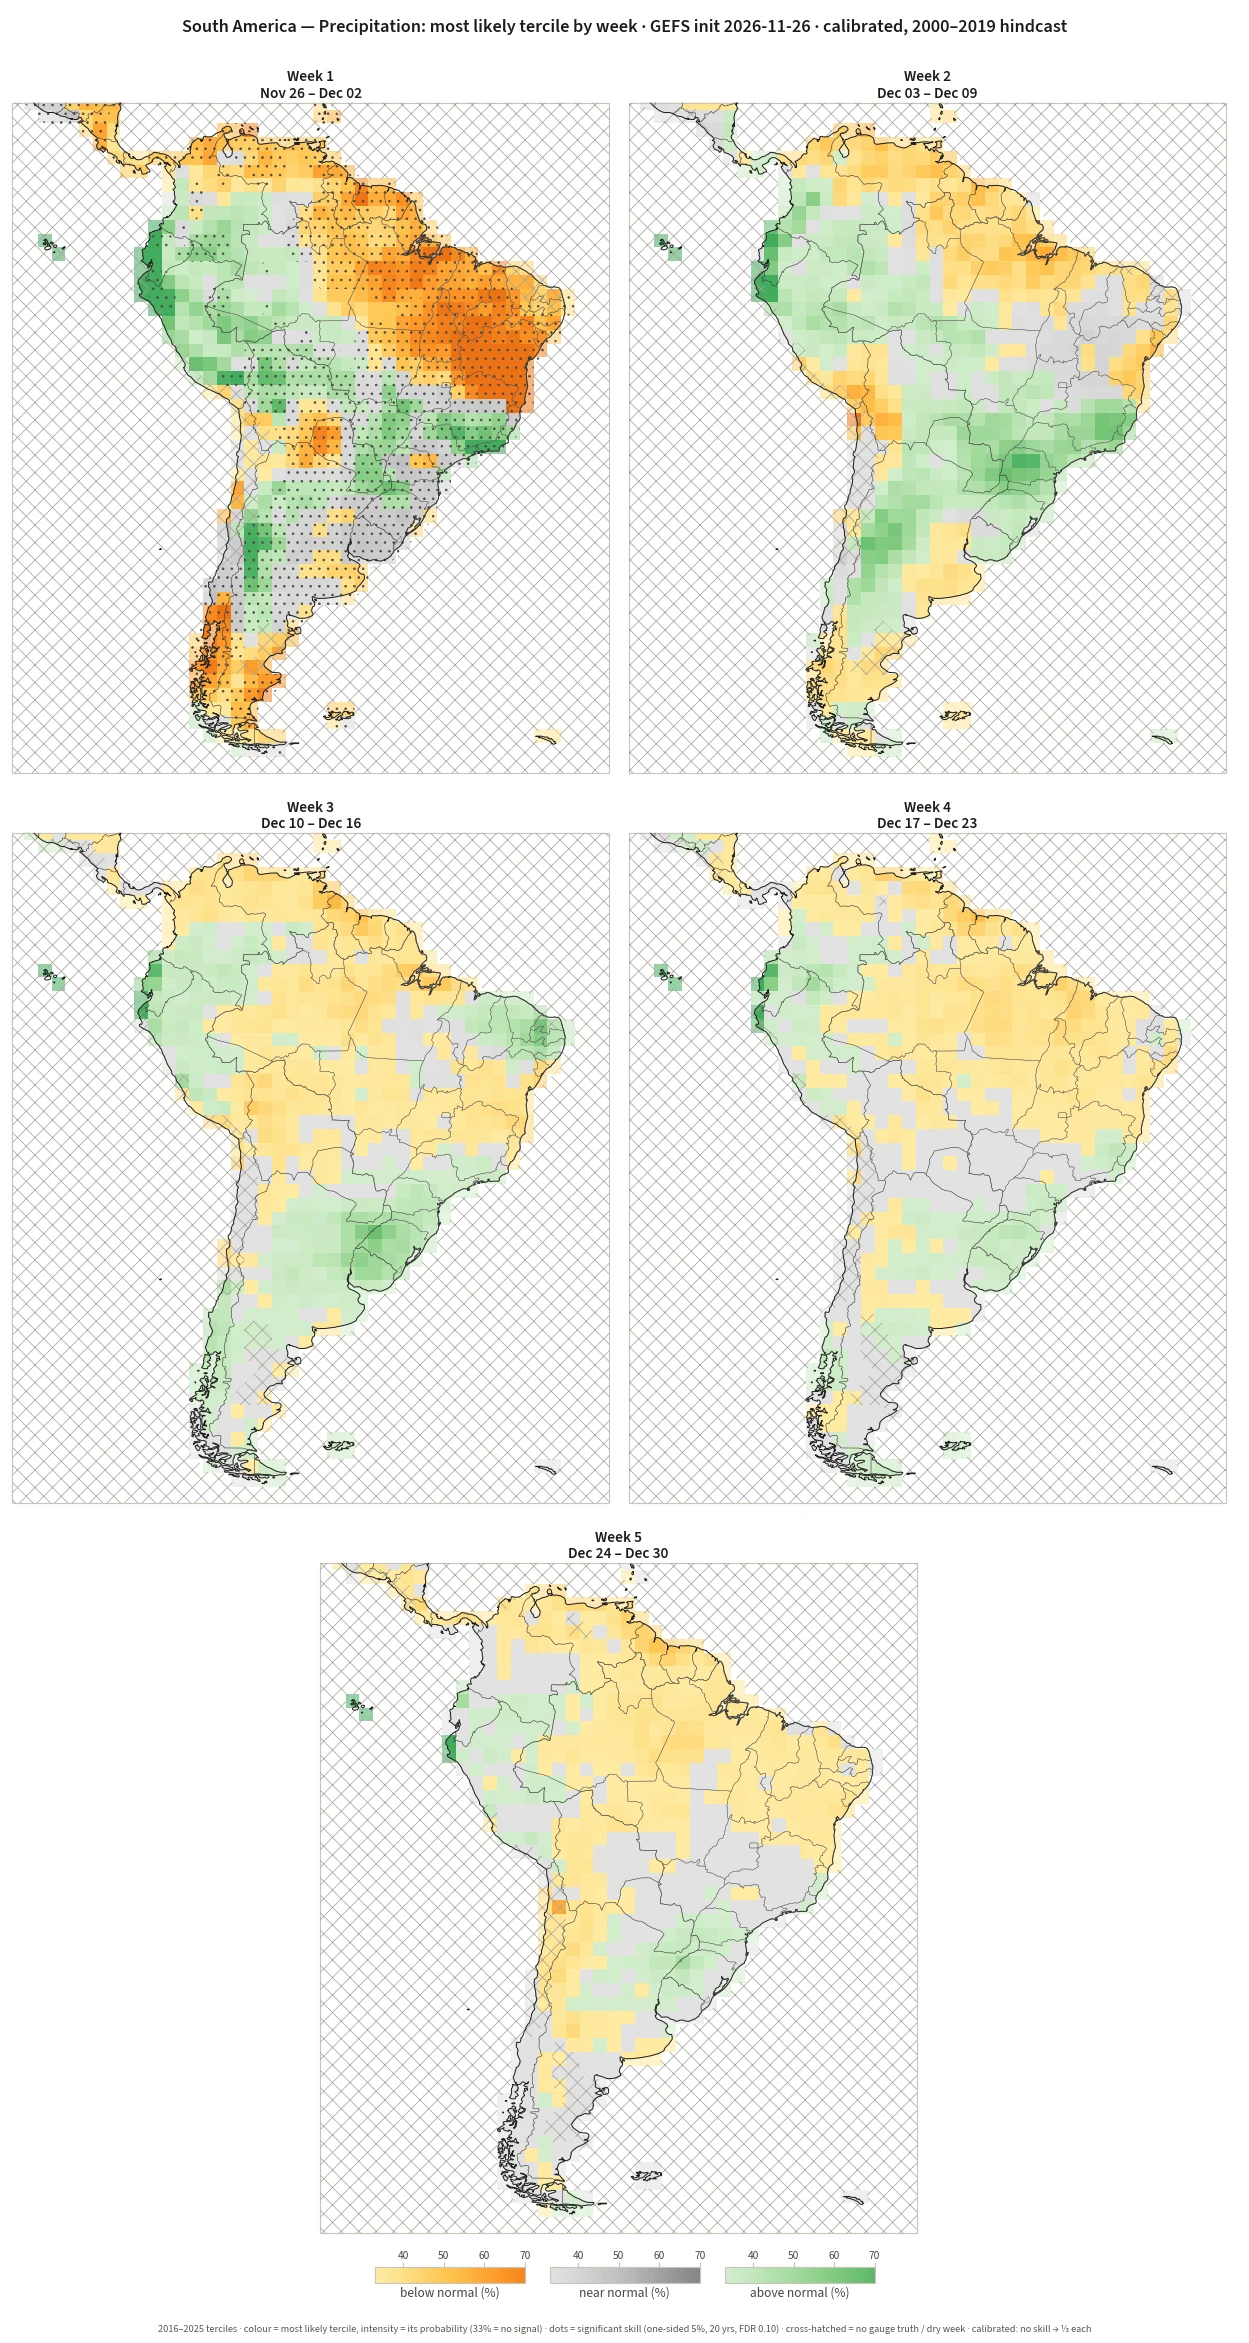 South America — Precipitation: most likely tercile by week · GEFS init 2026-11-26 · calibrated, 2000–2019 hindcast
Week 1
Nov 26 – Dec 02
Week 2
Dec 03 – Dec 09
Week 3
Dec 10 – Dec 16
Week 4
Dec 17 – Dec 23
Week 5
Dec 24 – Dec 30
40 50 60 70
40 50 60 70
40 50 60 70
below normal (%)
near normal (%)
above normal (%)
2016–2025 terciles · colour = most likely tercile, intensity = its probability (33% = no signal) · dots = significant skill (one-sided 5%, 20 yrs, FDR 0.10) · cross-hatched = no gauge truth / dry week · calibrated: no skill → ⅓ each